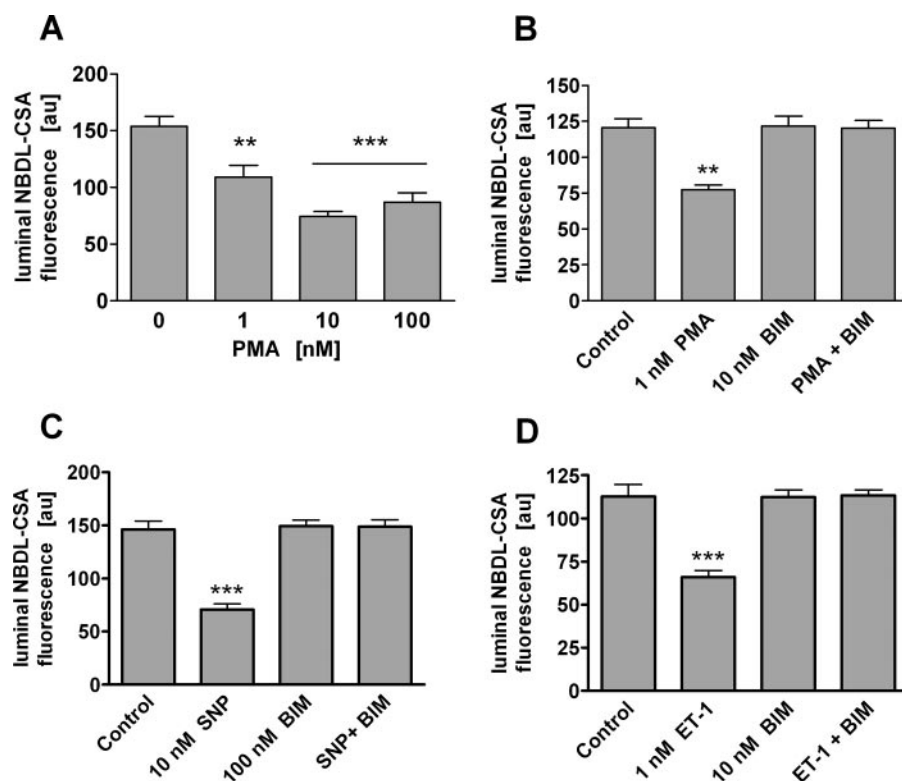 A
luminal NBDL-CSA
fluorescence [au]
200
150
100
50
0
**
***
0 1 10 100
PMA [nM]
B
luminal NBDL-CSA
fluorescence [au]
150
125
100
75
50
25
0
**
Control
1 nM PMA
10 nM BIM
PMA + BIM
C
luminal NBDL-CSA
fluorescence [au]
200
150
100
50
0
***
Control
10 nM SNP
100 nM BIM
SNP+ BIM
D
luminal NBDL-CSA
fluorescence [au]
125
100
75
50
25
0
***
Control
1 nM ET-1
10 nM BIM
ET-1 + BIM